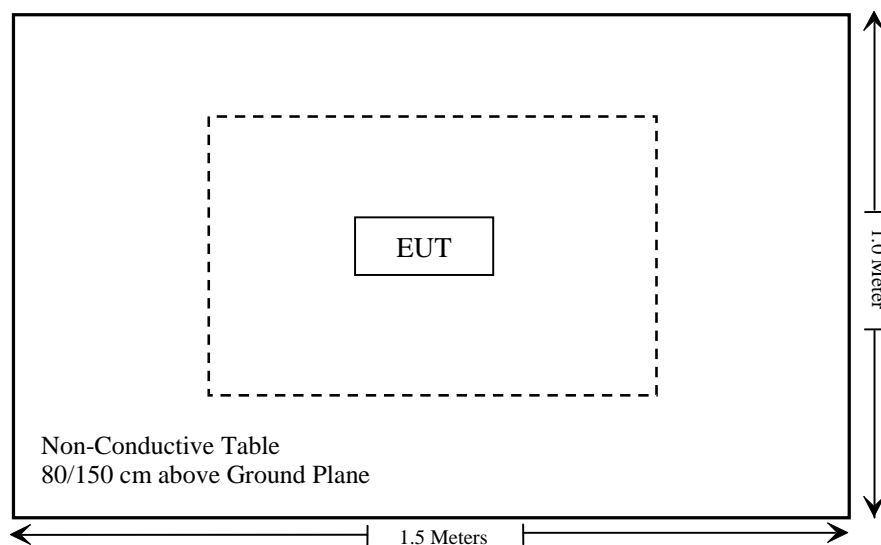 EUT
1.0 Meter
Non-Conductive Table
80/150 cm above Ground Plane
1.5 Meters